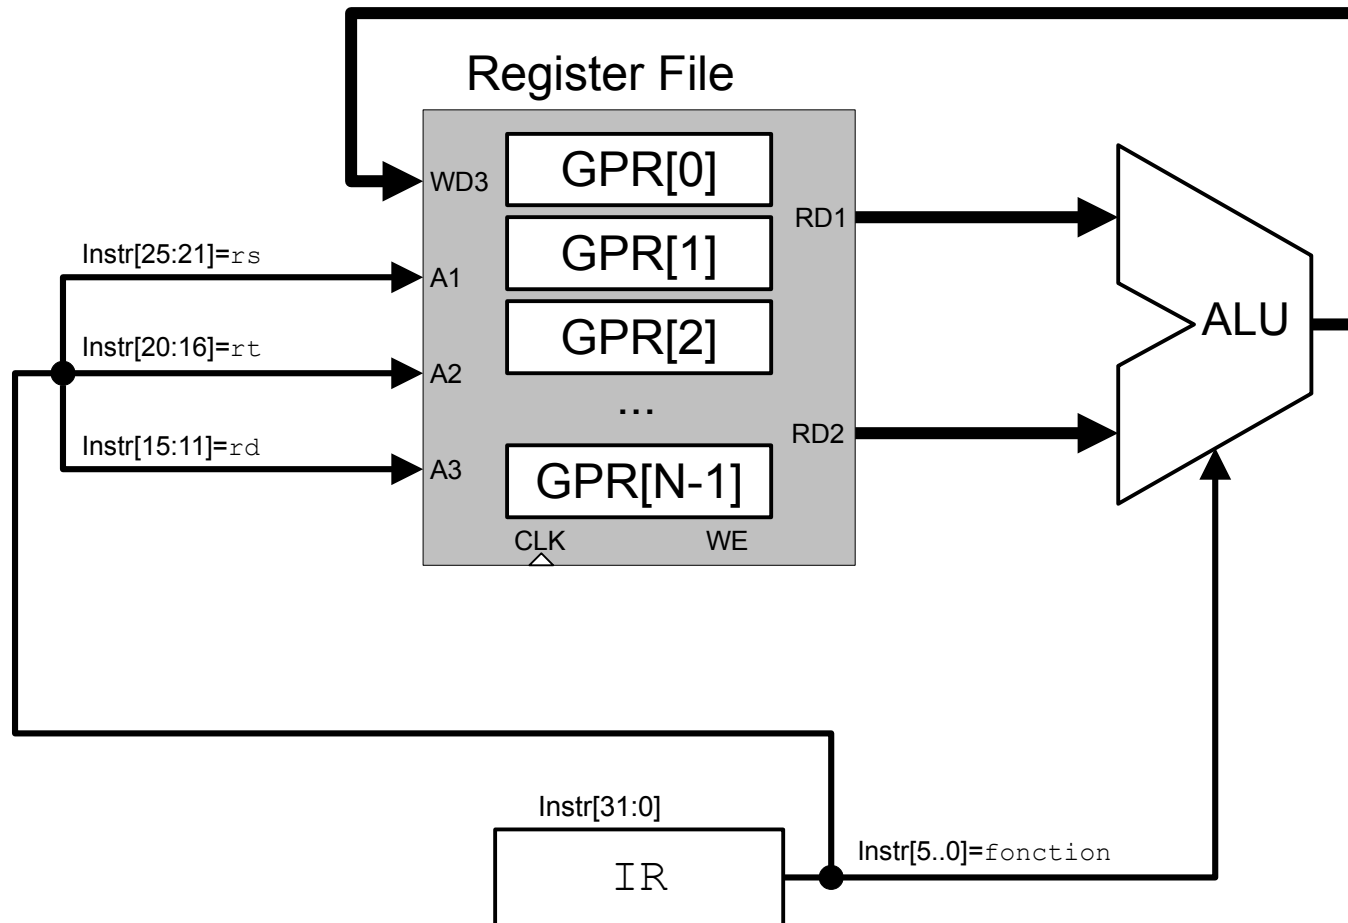 Register File
WD3
GPR[0]
RD1
GPR[1]
Instr[25:21]=rs
A1
GPR[2]
ALU
Instr[20:16]=rt
A2
...
RD2
Instr[15:11]=rd
A3
GPR[N-1]
CLK
WE
Instr[31:0]
IR
Instr[5..0]=fonction